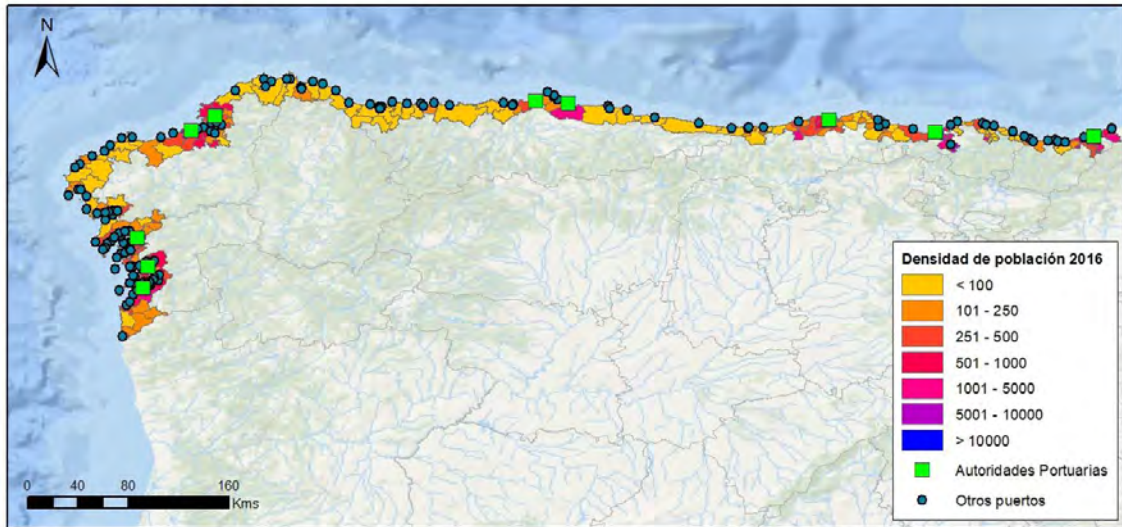 N
Densidad de población 2016
< 100
101 - 250
251 - 500
501 - 1000
1001 - 5000
5001 - 10000
> 10000
Autoridades Portuarias
Otros puertos
0 40 80 160
Kms